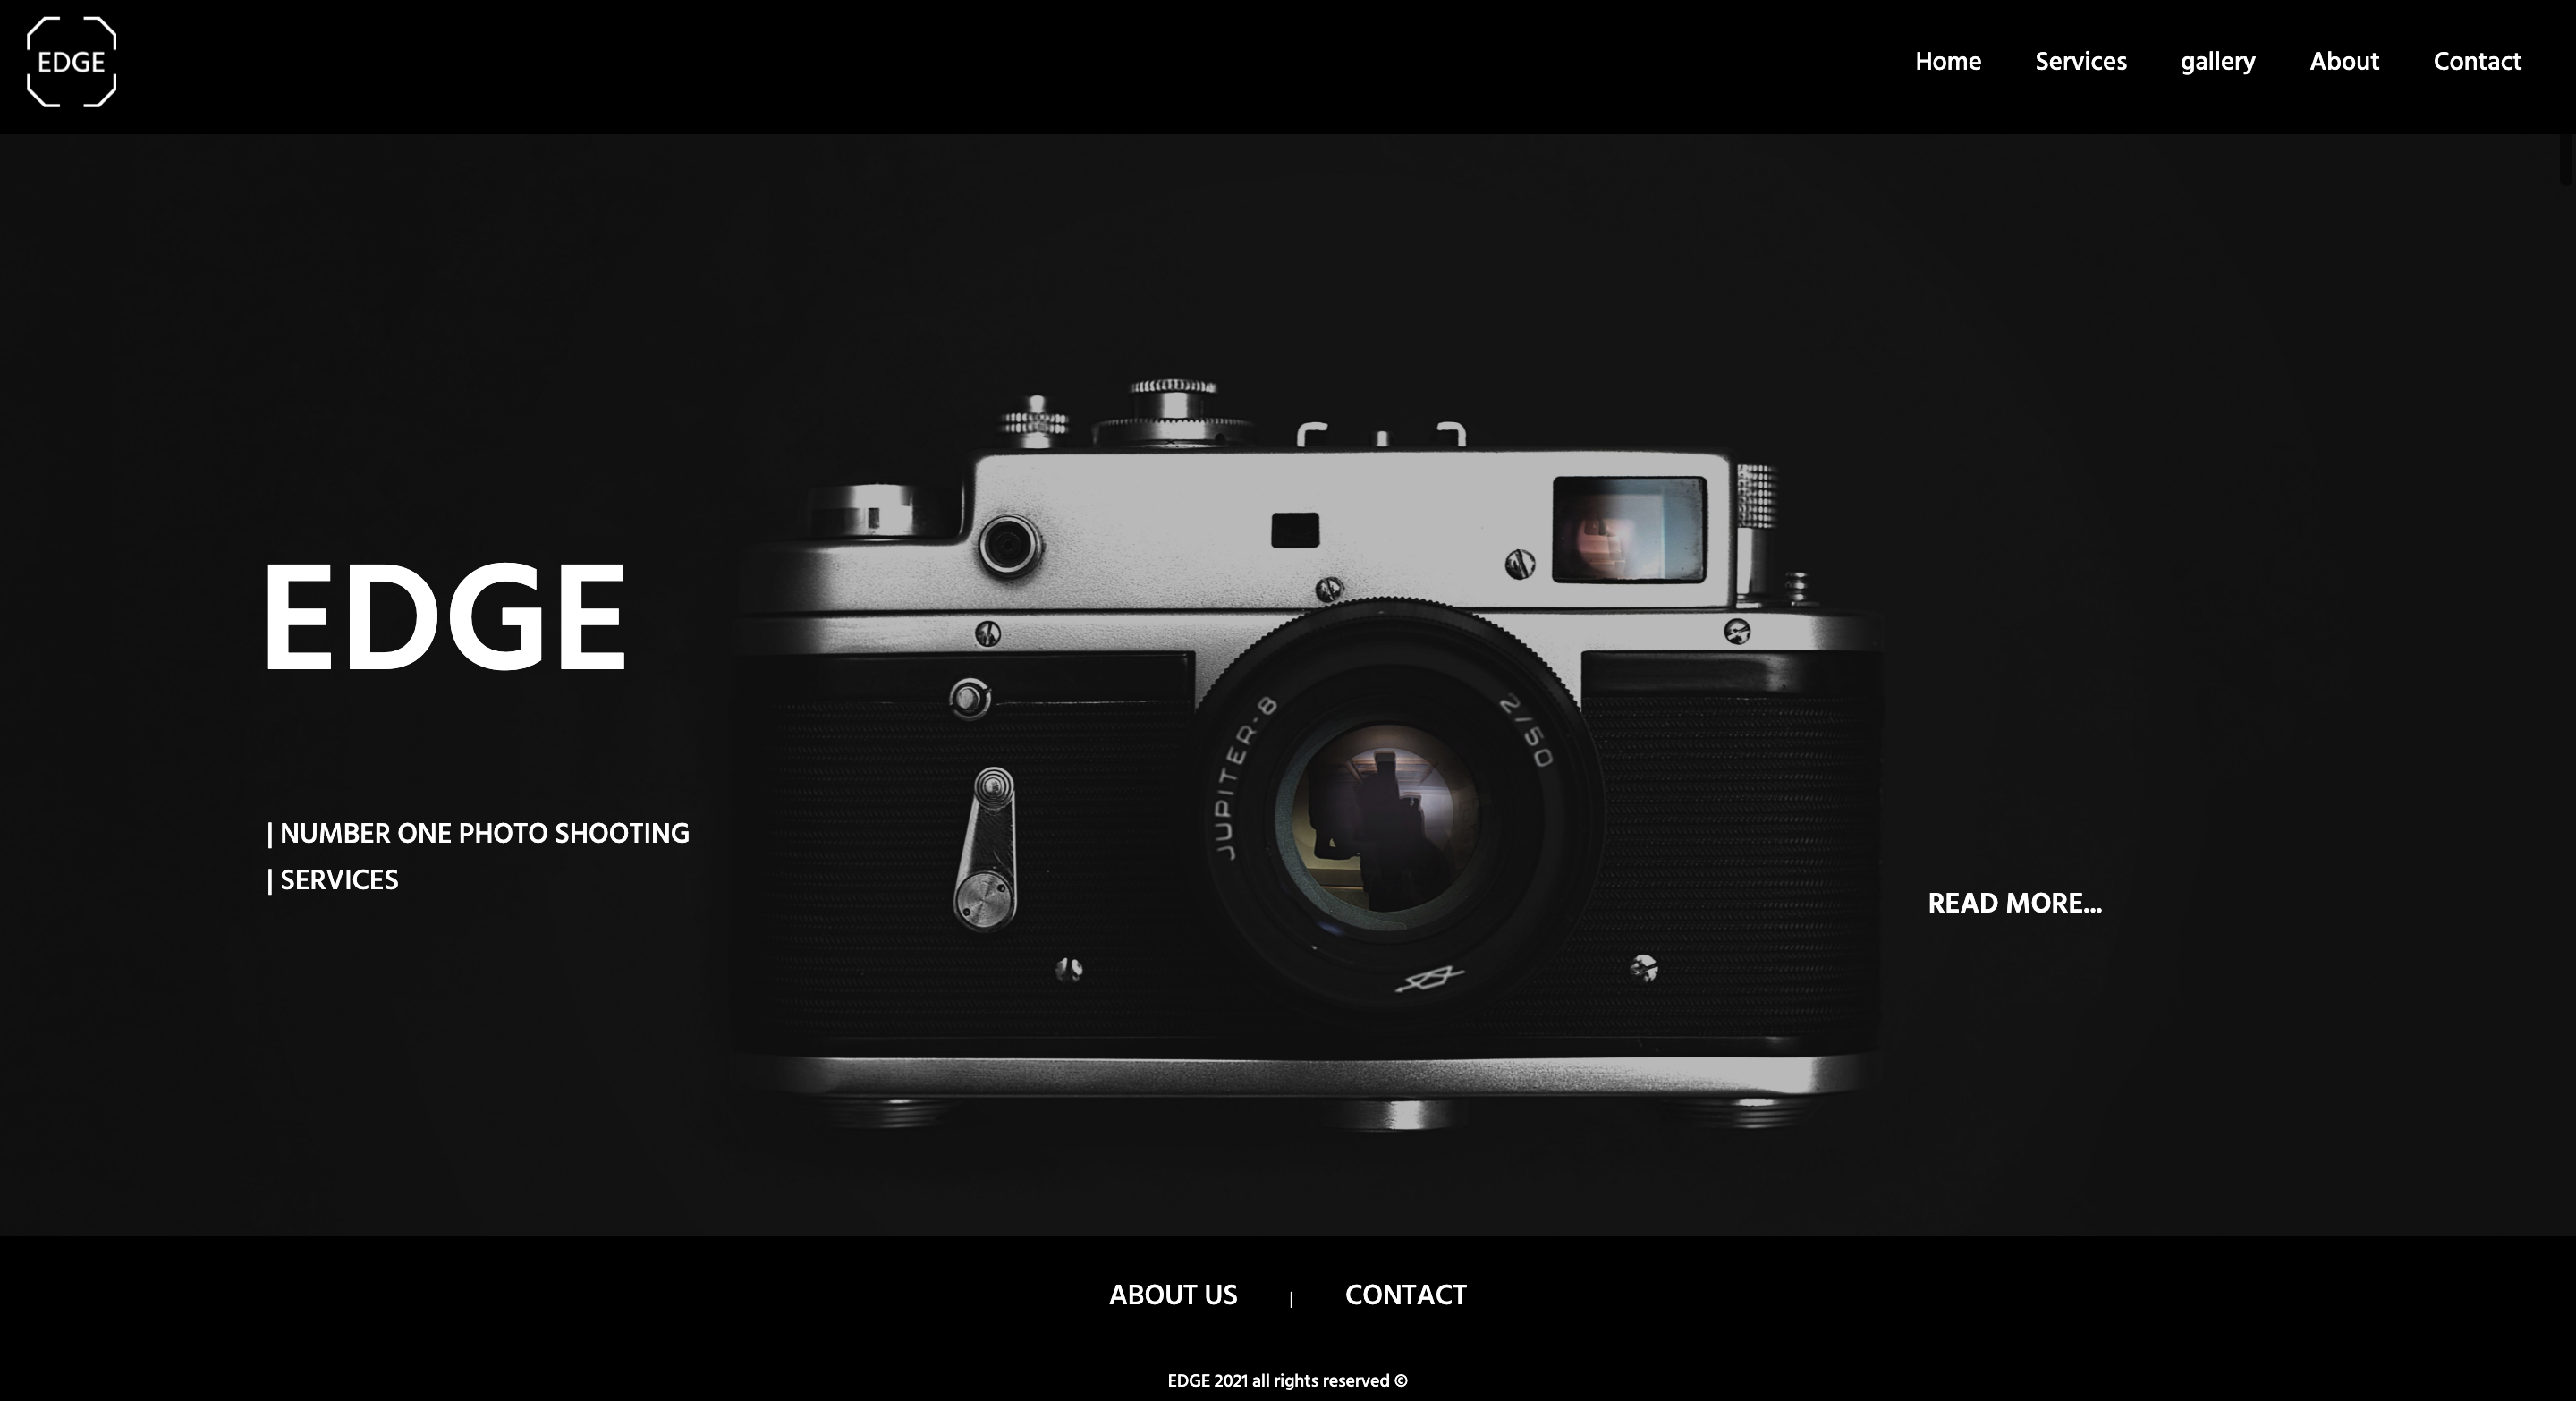 EDGE
Home Services gallery About Contact
EDGE
| NUMBER ONE PHOTO SHOOTING
| SERVICES
JUPITER-8
2/50
READ MORE...
ABOUT US | CONTACT
EDGE 2021 all rights reserved ©